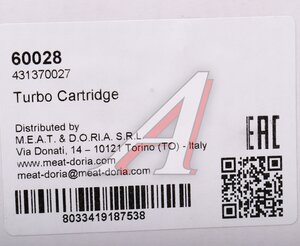 60028
431370027
Turbo Cartridge
Distributed by
M.E.A.T. & D.O.R.I.A. S.R.L.
Via Donati, 14 – 10121 Torino (TO) - Italy
www.meat-doria.com
meat-doria@meat-doria.com
EAC
8033419187538